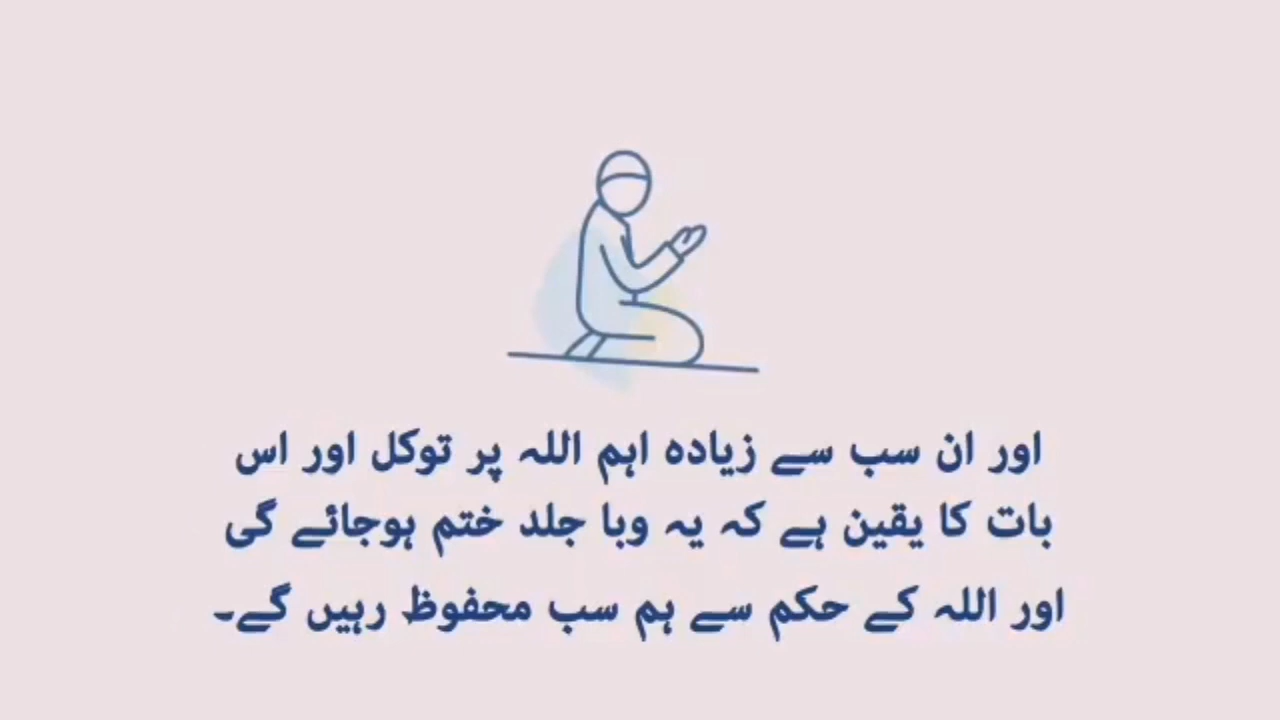 اور ان سب سے زیادہ اہم اللہ پر توکل اور اس
بات کا یقین ہے کہ یہ وبا جلد ختم ہوجائے گی
اور اللہ کے حکم سے ہم سب محفوظ رہیں گے۔